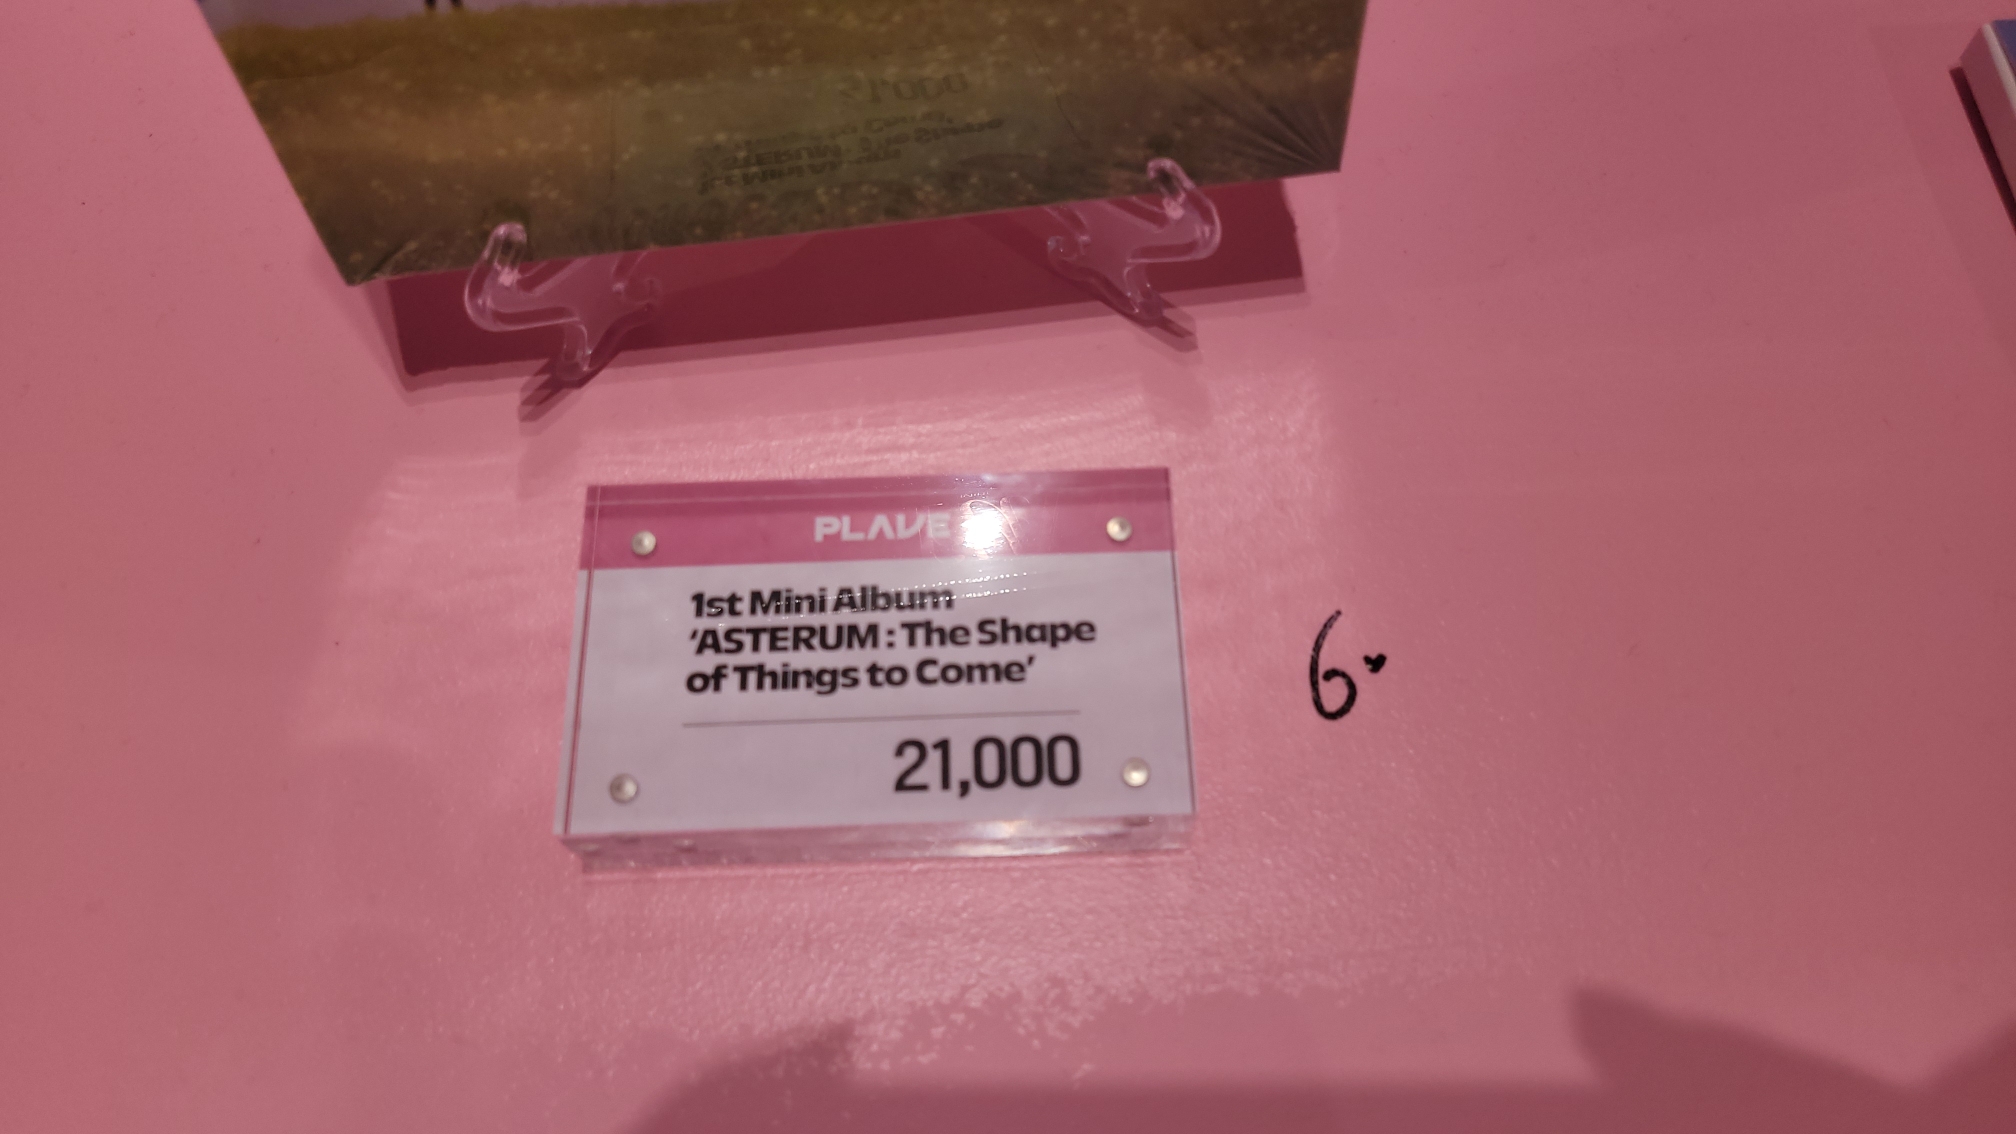 PLAVE
1st Mini Album
‘ASTERUM : The Shape
of Things to Come’
21,000
6.